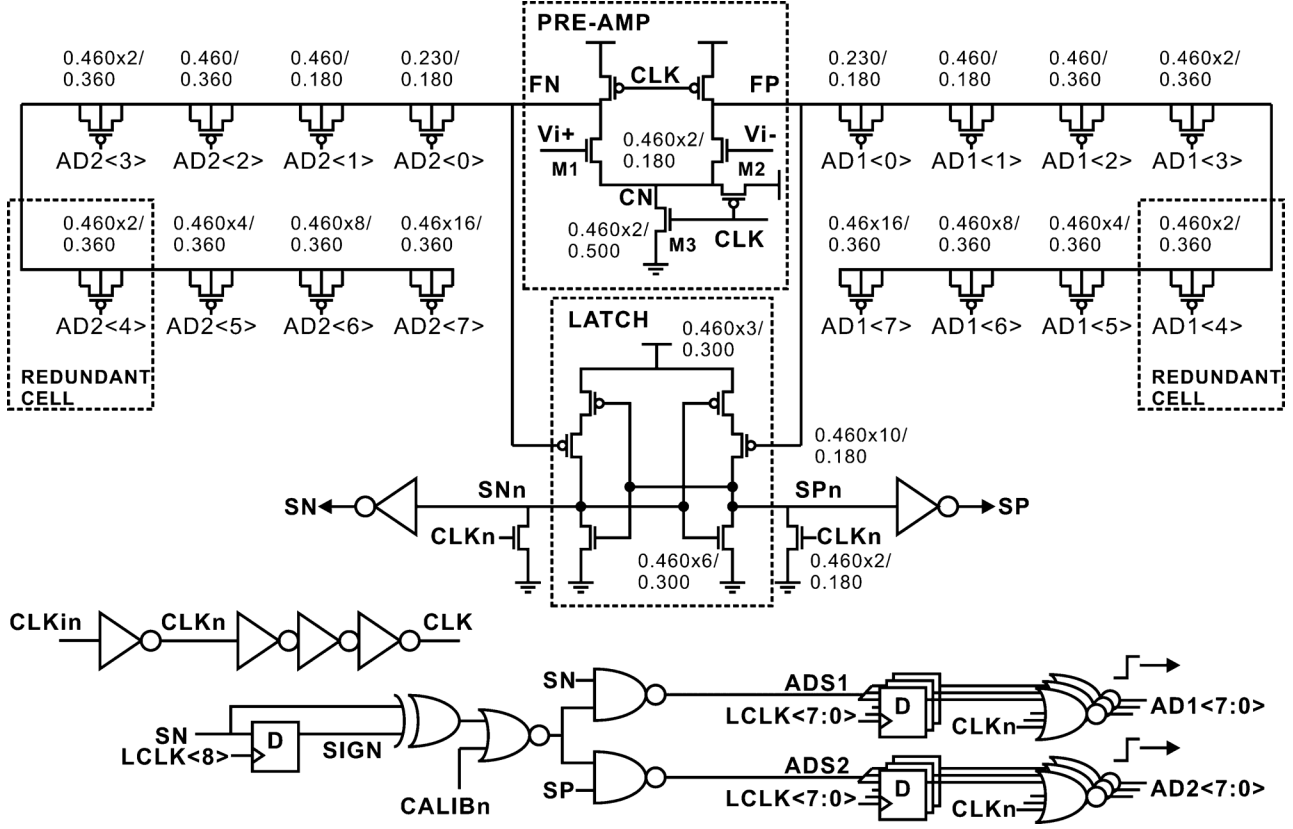 PRE-AMP
0.460x2/
0.360
0.460/
0.360
0.460/
0.180
0.230/
0.180
FN
CLK
FP
0.230/
0.180
0.460/
0.180
0.460/
0.360
0.460x2/
0.360
AD2<3>
AD2<2>
AD2<1>
AD2<0>
Vi+
M1
0.460x2/
0.180
Vi-
M2
AD1<0>
AD1<1>
AD1<2>
AD1<3>
CN
0.460x2/
0.500
M3
CLK
0.460x2/
0.360
0.460x4/
0.360
0.460x8/
0.360
0.46x16/
0.360
0.46x16/
0.360
0.460x8/
0.360
0.460x4/
0.360
0.460x2/
0.360
AD2<4>
AD2<5>
AD2<6>
AD2<7>
AD1<7>
AD1<6>
AD1<5>
AD1<4>
REDUNDANT
CELL
LATCH
0.460x3/
0.300
REDUNDANT
CELL
0.460x10/
0.180
SN
SNn
SPn
SP
CLKn
0.460x6/
0.300
CLKn
0.460x2/
0.180
CLKin
CLKn
CLK
SN
LCLK<8>
D
SIGN
CALIBn
SN
SP
ADS1
LCLK<7:0>
D
CLKn
AD1<7:0>
ADS2
LCLK<7:0>
D
CLKn
AD2<7:0>